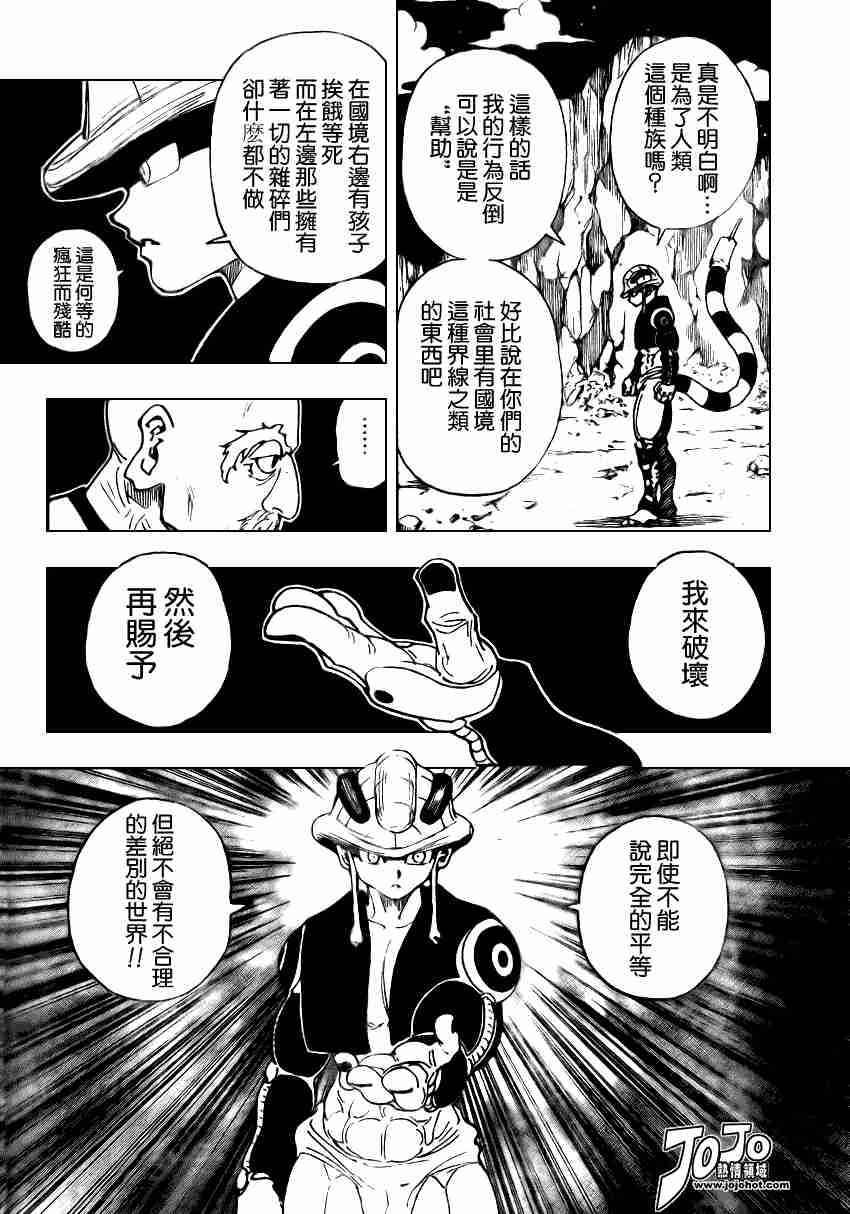 真是不明白啊…
是為了人類
這個種族嗎？
這樣的話
我的行為反倒
可以說是是
“幫助”
好比說在你們的
社會里有國境
這種界線之類
的東西吧
在國境右邊有孩子
挨餓等死
而在左邊那些擁有
著一切的雜碎們
卻什麽都不做
這是何等的
瘋狂而殘酷
……
我來破壞
然後
再賜予
即使不能
說完全的平等
但絕不會有不合理
的差別的世界!!
JOJO
熱情領域
www.jojohot.com